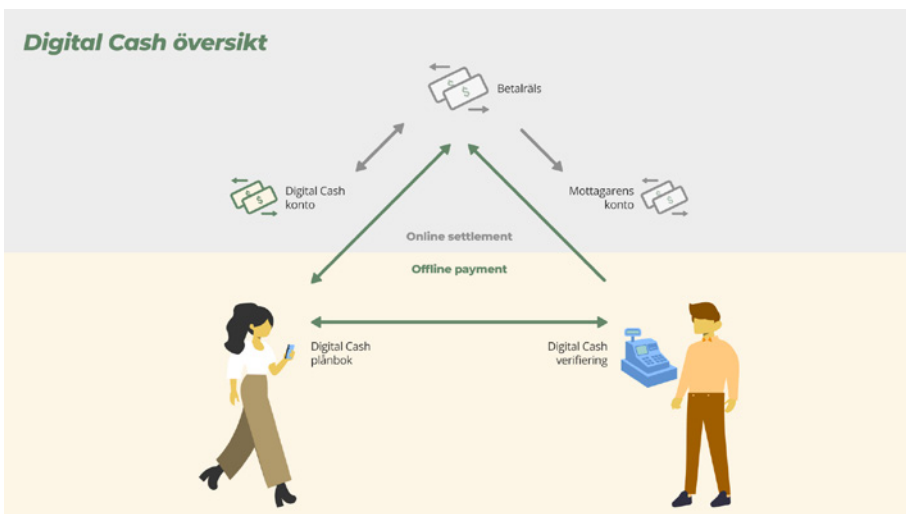 Digital Cash översikt
Betalräls
Digital Cash
konto
Mottagarens
konto
Online settlement
Offline payment
Digital Cash
plånbok
Digital Cash
verifiering